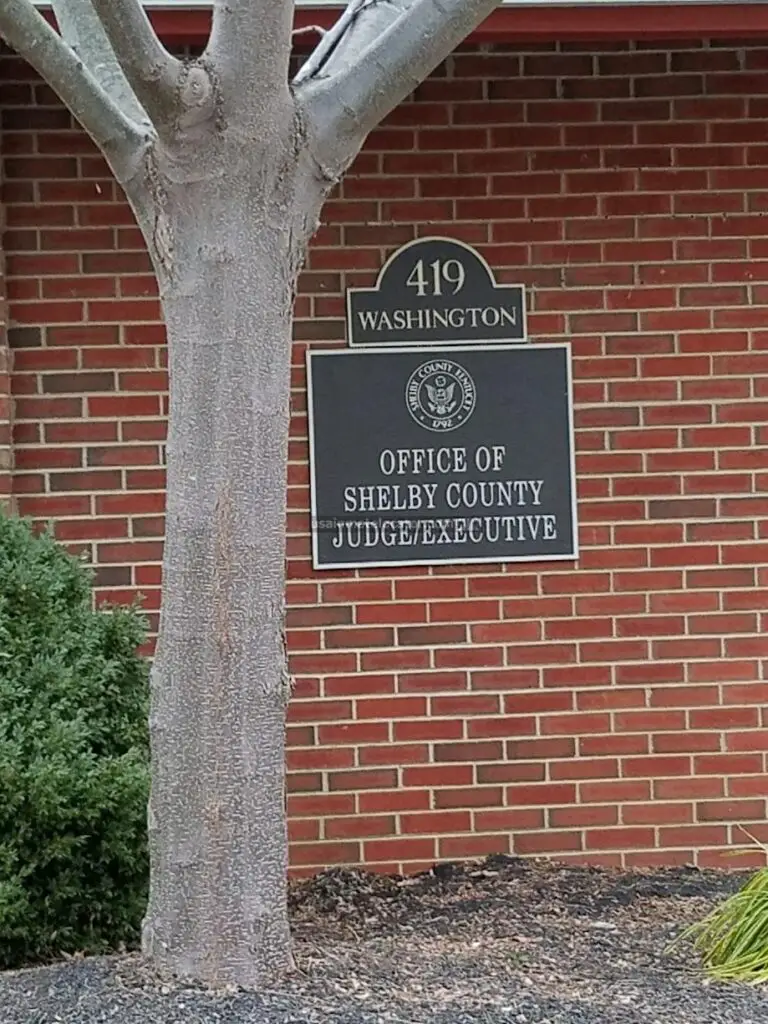 419
WASHINGTON
SHELBY COUNTY KENTUCKY
1792
OFFICE OF
SHELBY COUNTY
JUDGE/EXECUTIVE